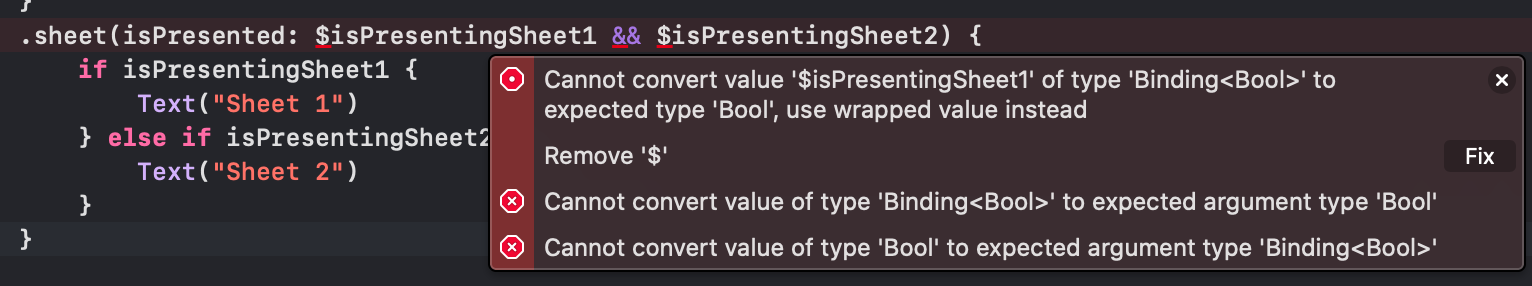 }
.sheet(isPresented: $isPresentingSheet1 && $isPresentingSheet2) {
if isPresentingSheet1 {
Text("Sheet 1")
} else if isPresentingSheet2
Text("Sheet 2")
}
}
Cannot convert value '$isPresentingSheet1' of type 'Binding<Bool>' to
expected type 'Bool', use wrapped value instead
Remove '$'
Fix
Cannot convert value of type 'Binding<Bool>' to expected argument type 'Bool'
Cannot convert value of type 'Bool' to expected argument type 'Binding<Bool>'